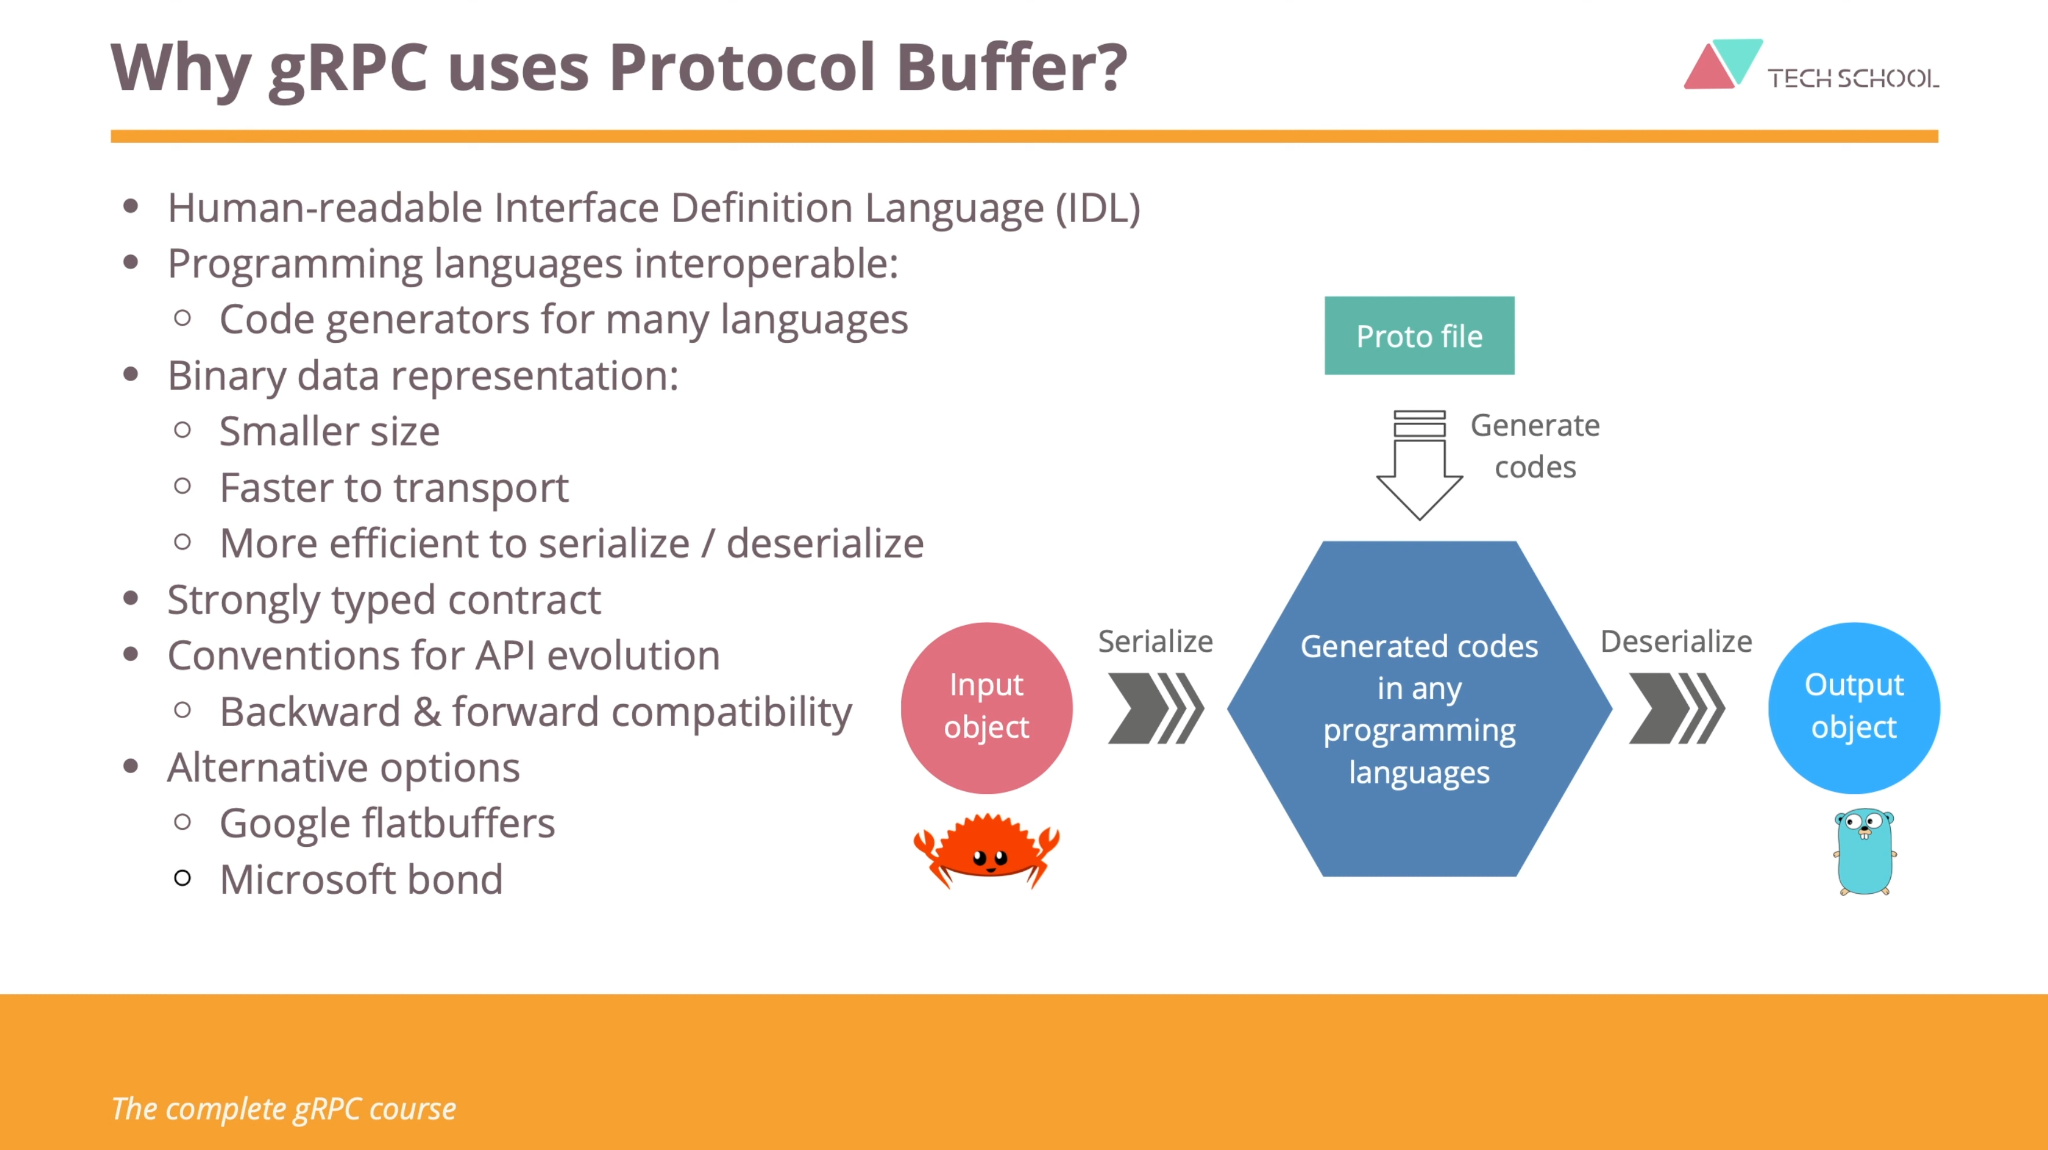 Why gRPC uses Protocol Buffer?
TECH SCHOOL
• Human-readable Interface Definition Language (IDL)
• Programming languages interoperable:
○ Code generators for many languages
• Binary data representation:
○ Smaller size
○ Faster to transport
○ More efficient to serialize / deserialize
• Strongly typed contract
• Conventions for API evolution
○ Backward & forward compatibility
• Alternative options
○ Google flatbuffers
○ Microsoft bond
Proto file
Generate
codes
Input
object
Serialize
Generated codes
in any
programming
languages
Deserialize
Output
object
The complete gRPC course